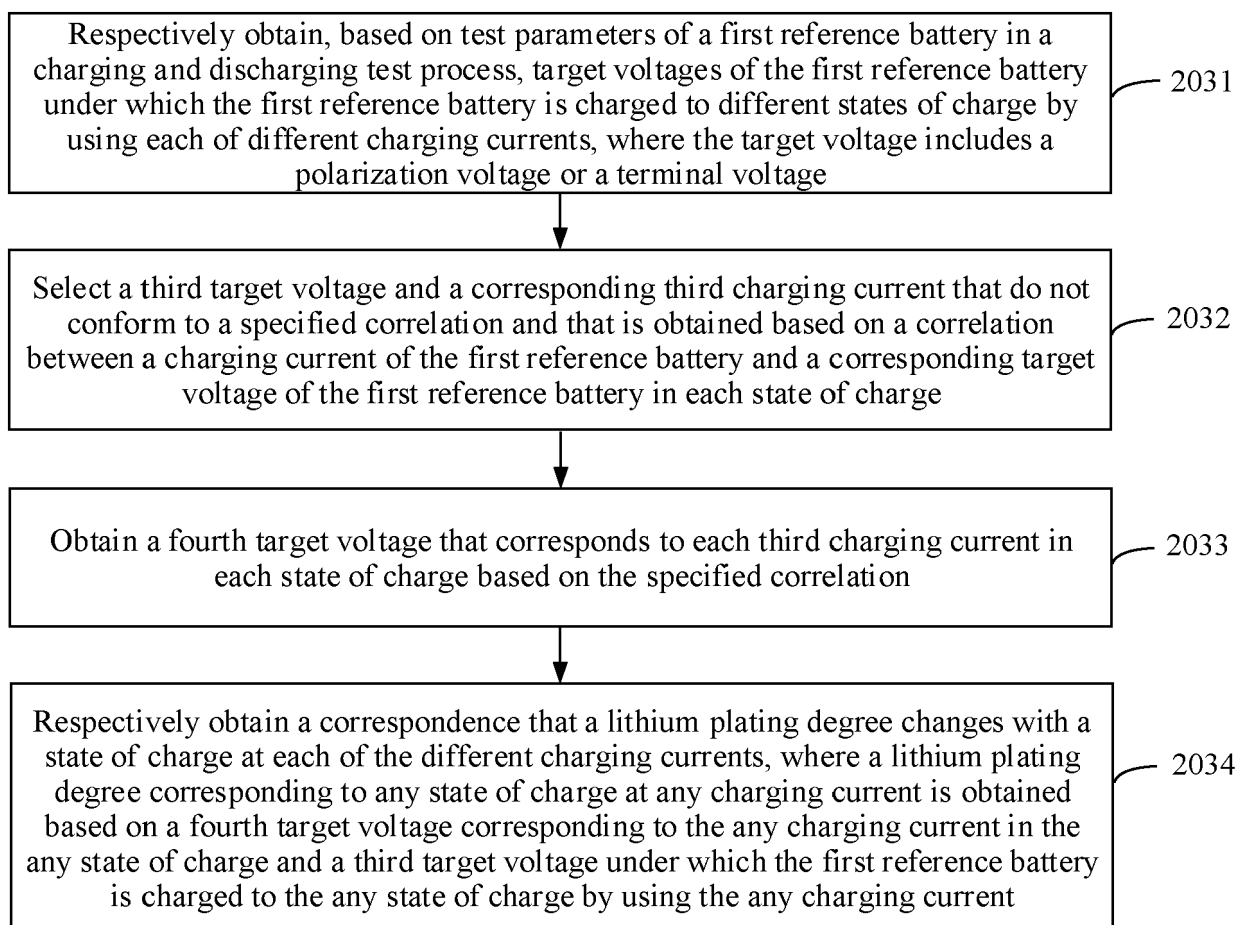 Respectively obtain, based on test parameters of a first reference battery in a
charging and discharging test process, target voltages of the first reference battery
under which the first reference battery is charged to different states of charge by
using each of different charging currents, where the target voltage includes a
polarization voltage or a terminal voltage
2031
Select a third target voltage and a corresponding third charging current that do not
conform to a specified correlation and that is obtained based on a correlation
between a charging current of the first reference battery and a corresponding target
voltage of the first reference battery in each state of charge
2032
Obtain a fourth target voltage that corresponds to each third charging current in
each state of charge based on the specified correlation
2033
Respectively obtain a correspondence that a lithium plating degree changes with a
state of charge at each of the different charging currents, where a lithium plating
degree corresponding to any state of charge at any charging current is obtained
based on a fourth target voltage corresponding to the any charging current in the
any state of charge and a third target voltage under which the first reference battery
is charged to the any state of charge by using the any charging current
2034